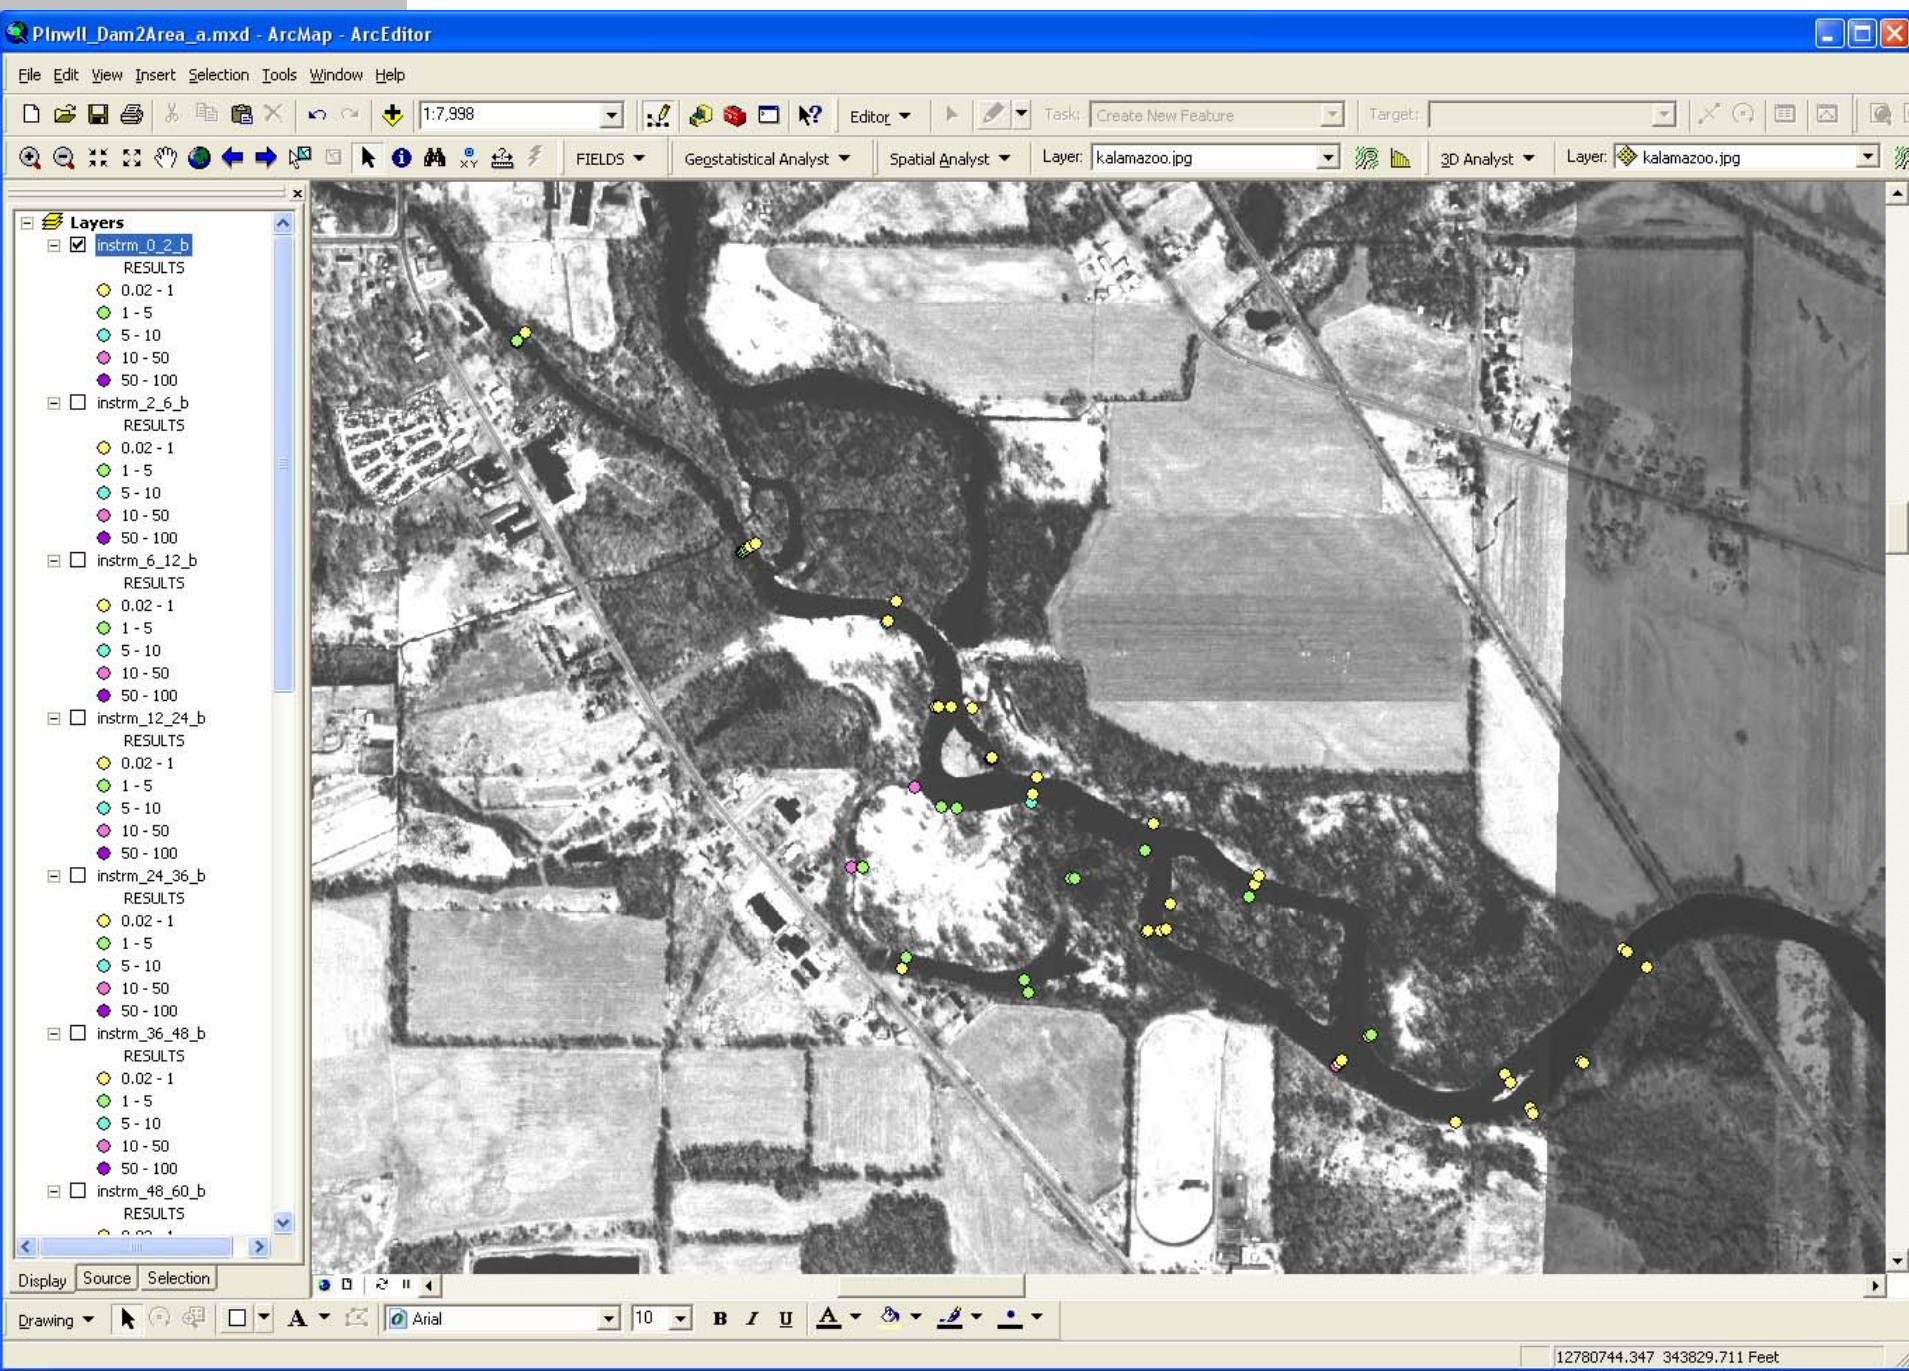 Plnwll_Dam2Area_a.mxd - ArcMap - ArcEditor
File Edit View Insert Selection Tools Window Help
1:7,998 Editor Task: Create New Feature Target:
FIELDS Geostatistical Analyst Spatial Analyst Layer: kalamazoo.jpg 3D Analyst Layer: kalamazoo.jpg
Layers
instrm_0_2_b
RESULTS
0.02 - 1
1 - 5
5 - 10
10 - 50
50 - 100
instrm_2_6_b
RESULTS
0.02 - 1
1 - 5
5 - 10
10 - 50
50 - 100
instrm_6_12_b
RESULTS
0.02 - 1
1 - 5
5 - 10
10 - 50
50 - 100
instrm_12_24_b
RESULTS
0.02 - 1
1 - 5
5 - 10
10 - 50
50 - 100
instrm_24_36_b
RESULTS
0.02 - 1
1 - 5
5 - 10
10 - 50
50 - 100
instrm_36_48_b
RESULTS
0.02 - 1
1 - 5
5 - 10
10 - 50
50 - 100
instrm_48_60_b
RESULTS
Display Source Selection
Drawing A Arial 10 B I U A
12780744.347 343829.711 Feet